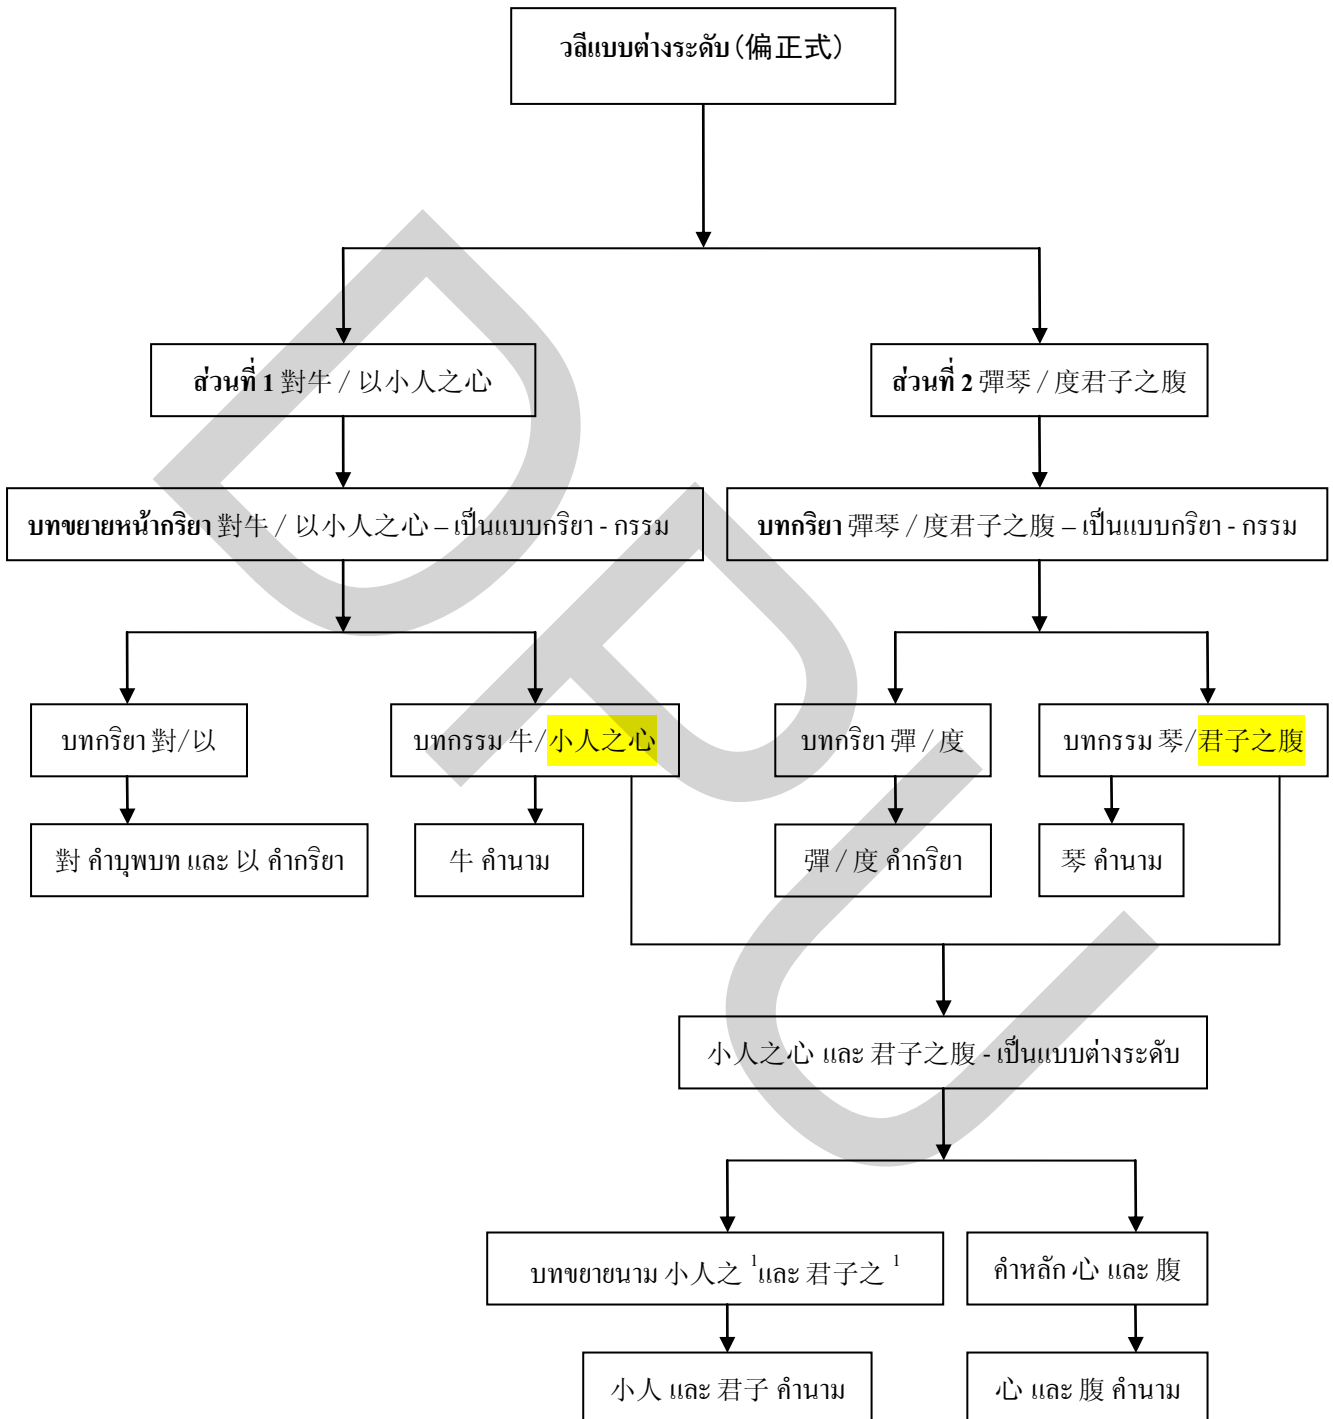 วลีแบบต่างระดับ (偏正式)
ส่วนที่ 1 對牛 / 以小人之心
ส่วนที่ 2 彈琴 / 度君子之腹
บทขยายหน้ากริยา 對牛 / 以小人之心 – เป็นแบบกริยา - กรรม
บทกริยา 彈琴 / 度君子之腹 – เป็นแบบกริยา - กรรม
บทกริยา 對/以
บทกรรม 牛/小人之心
บทกริยา 彈 / 度
บทกรรม 琴/君子之腹
對 คำบุพบท และ 以 คำกริยา
牛 คำนาม
彈 / 度 คำกริยา
琴 คำนาม
小人之心 และ 君子之腹 - เป็นแบบต่างระดับ
บทขยายนาม 小人之 ¹และ 君子之 ¹
คำหลัก 心 และ 腹
小人 และ 君子 คำนาม
心 และ 腹 คำนาม
DPU